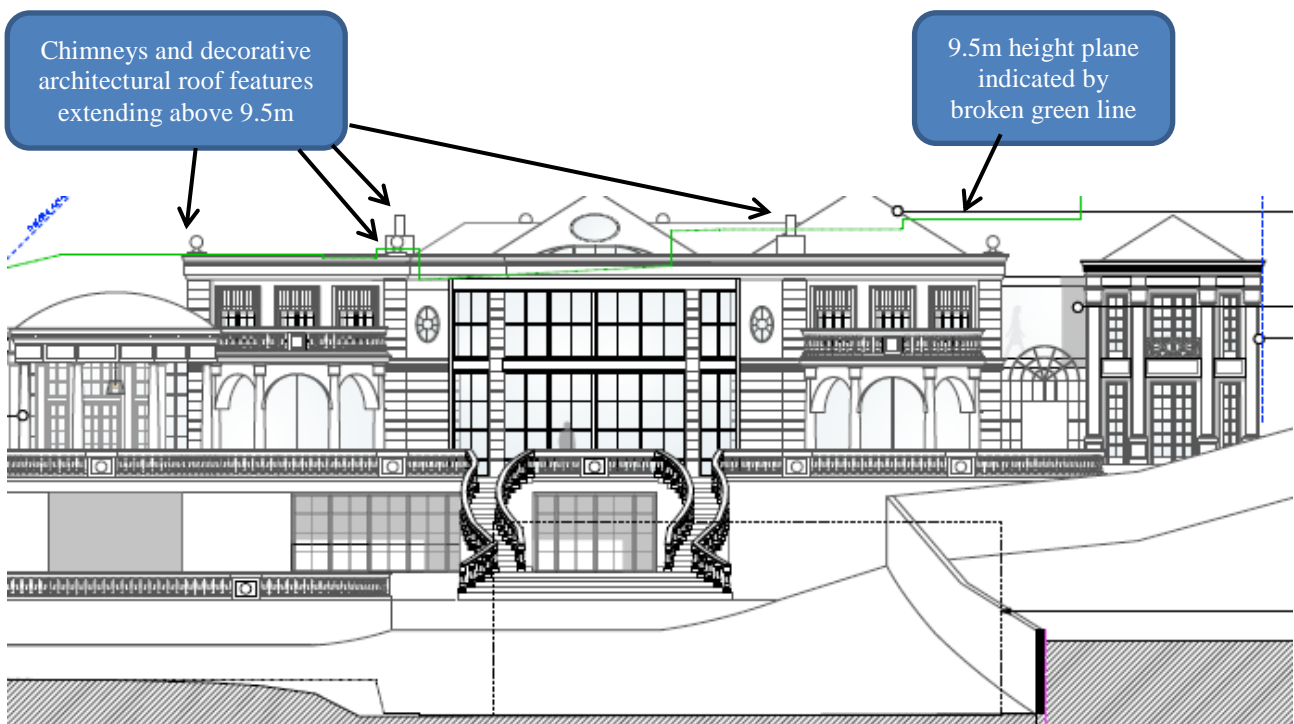 Chimneys and decorative
architectural roof features
extending above 9.5m
9.5m height plane
indicated by
broken green line